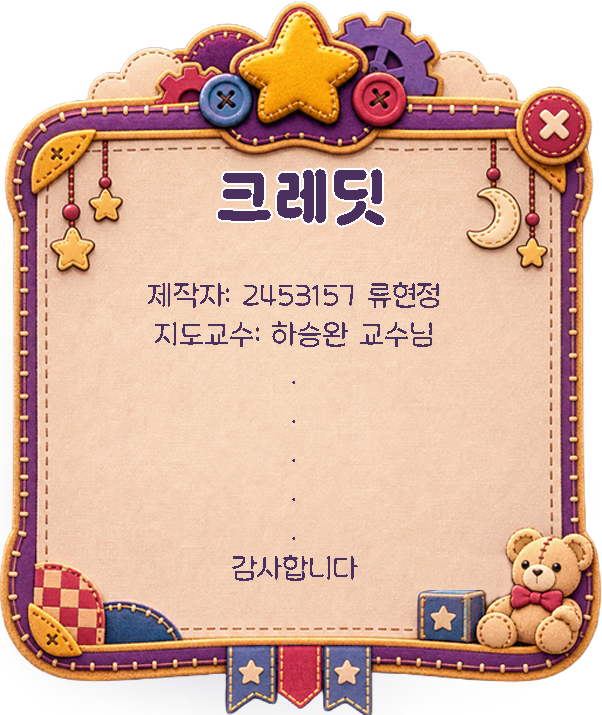 크레딧
제작자: 2453157 류현정
지도교수: 하승완 교수님
.
.
.
.
.
감사합니다